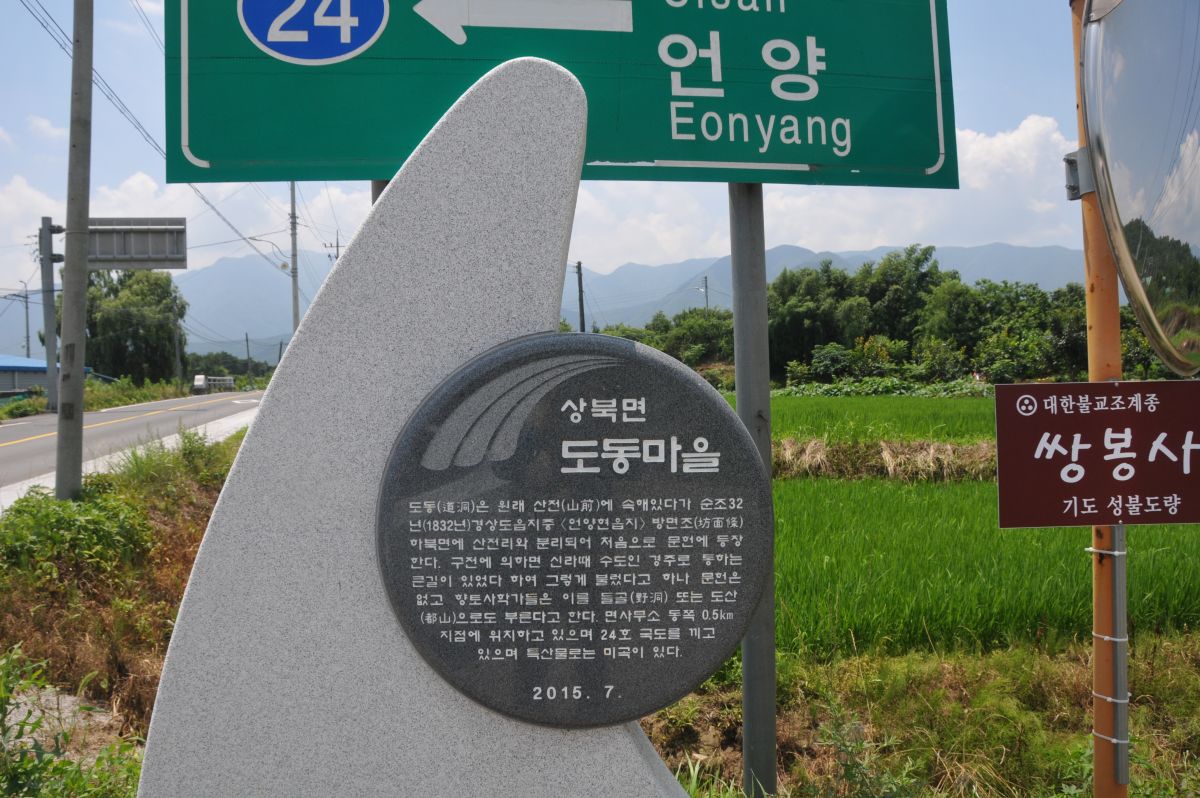 24
언양
Eonyang
상북면
도동마을
도동(道洞)은 원래 산전(山前)에 속해있다가 순조32
년(1832년)경상도읍지중 〈언양현읍지〉 방면조(坊面條)
하북면에 산전리와 분리되어 처음으로 문헌에 등장
한다. 구전에 의하면 신라때 수도인 경주로 통하는
큰길이 있었다 하여 그렇게 불렀다고 하나 문헌은
없고 향토사학가들은 이를 들골(野洞) 또는 도산
(都山)으로도 부른다고 한다. 면사무소 동쪽 0.5km
지점에 위치하고 있으며 24호 국도를 끼고
있으며 특산물로는 미곡이 있다.
2015. 7.
대한불교조계종
쌍봉사
기도 성불도량